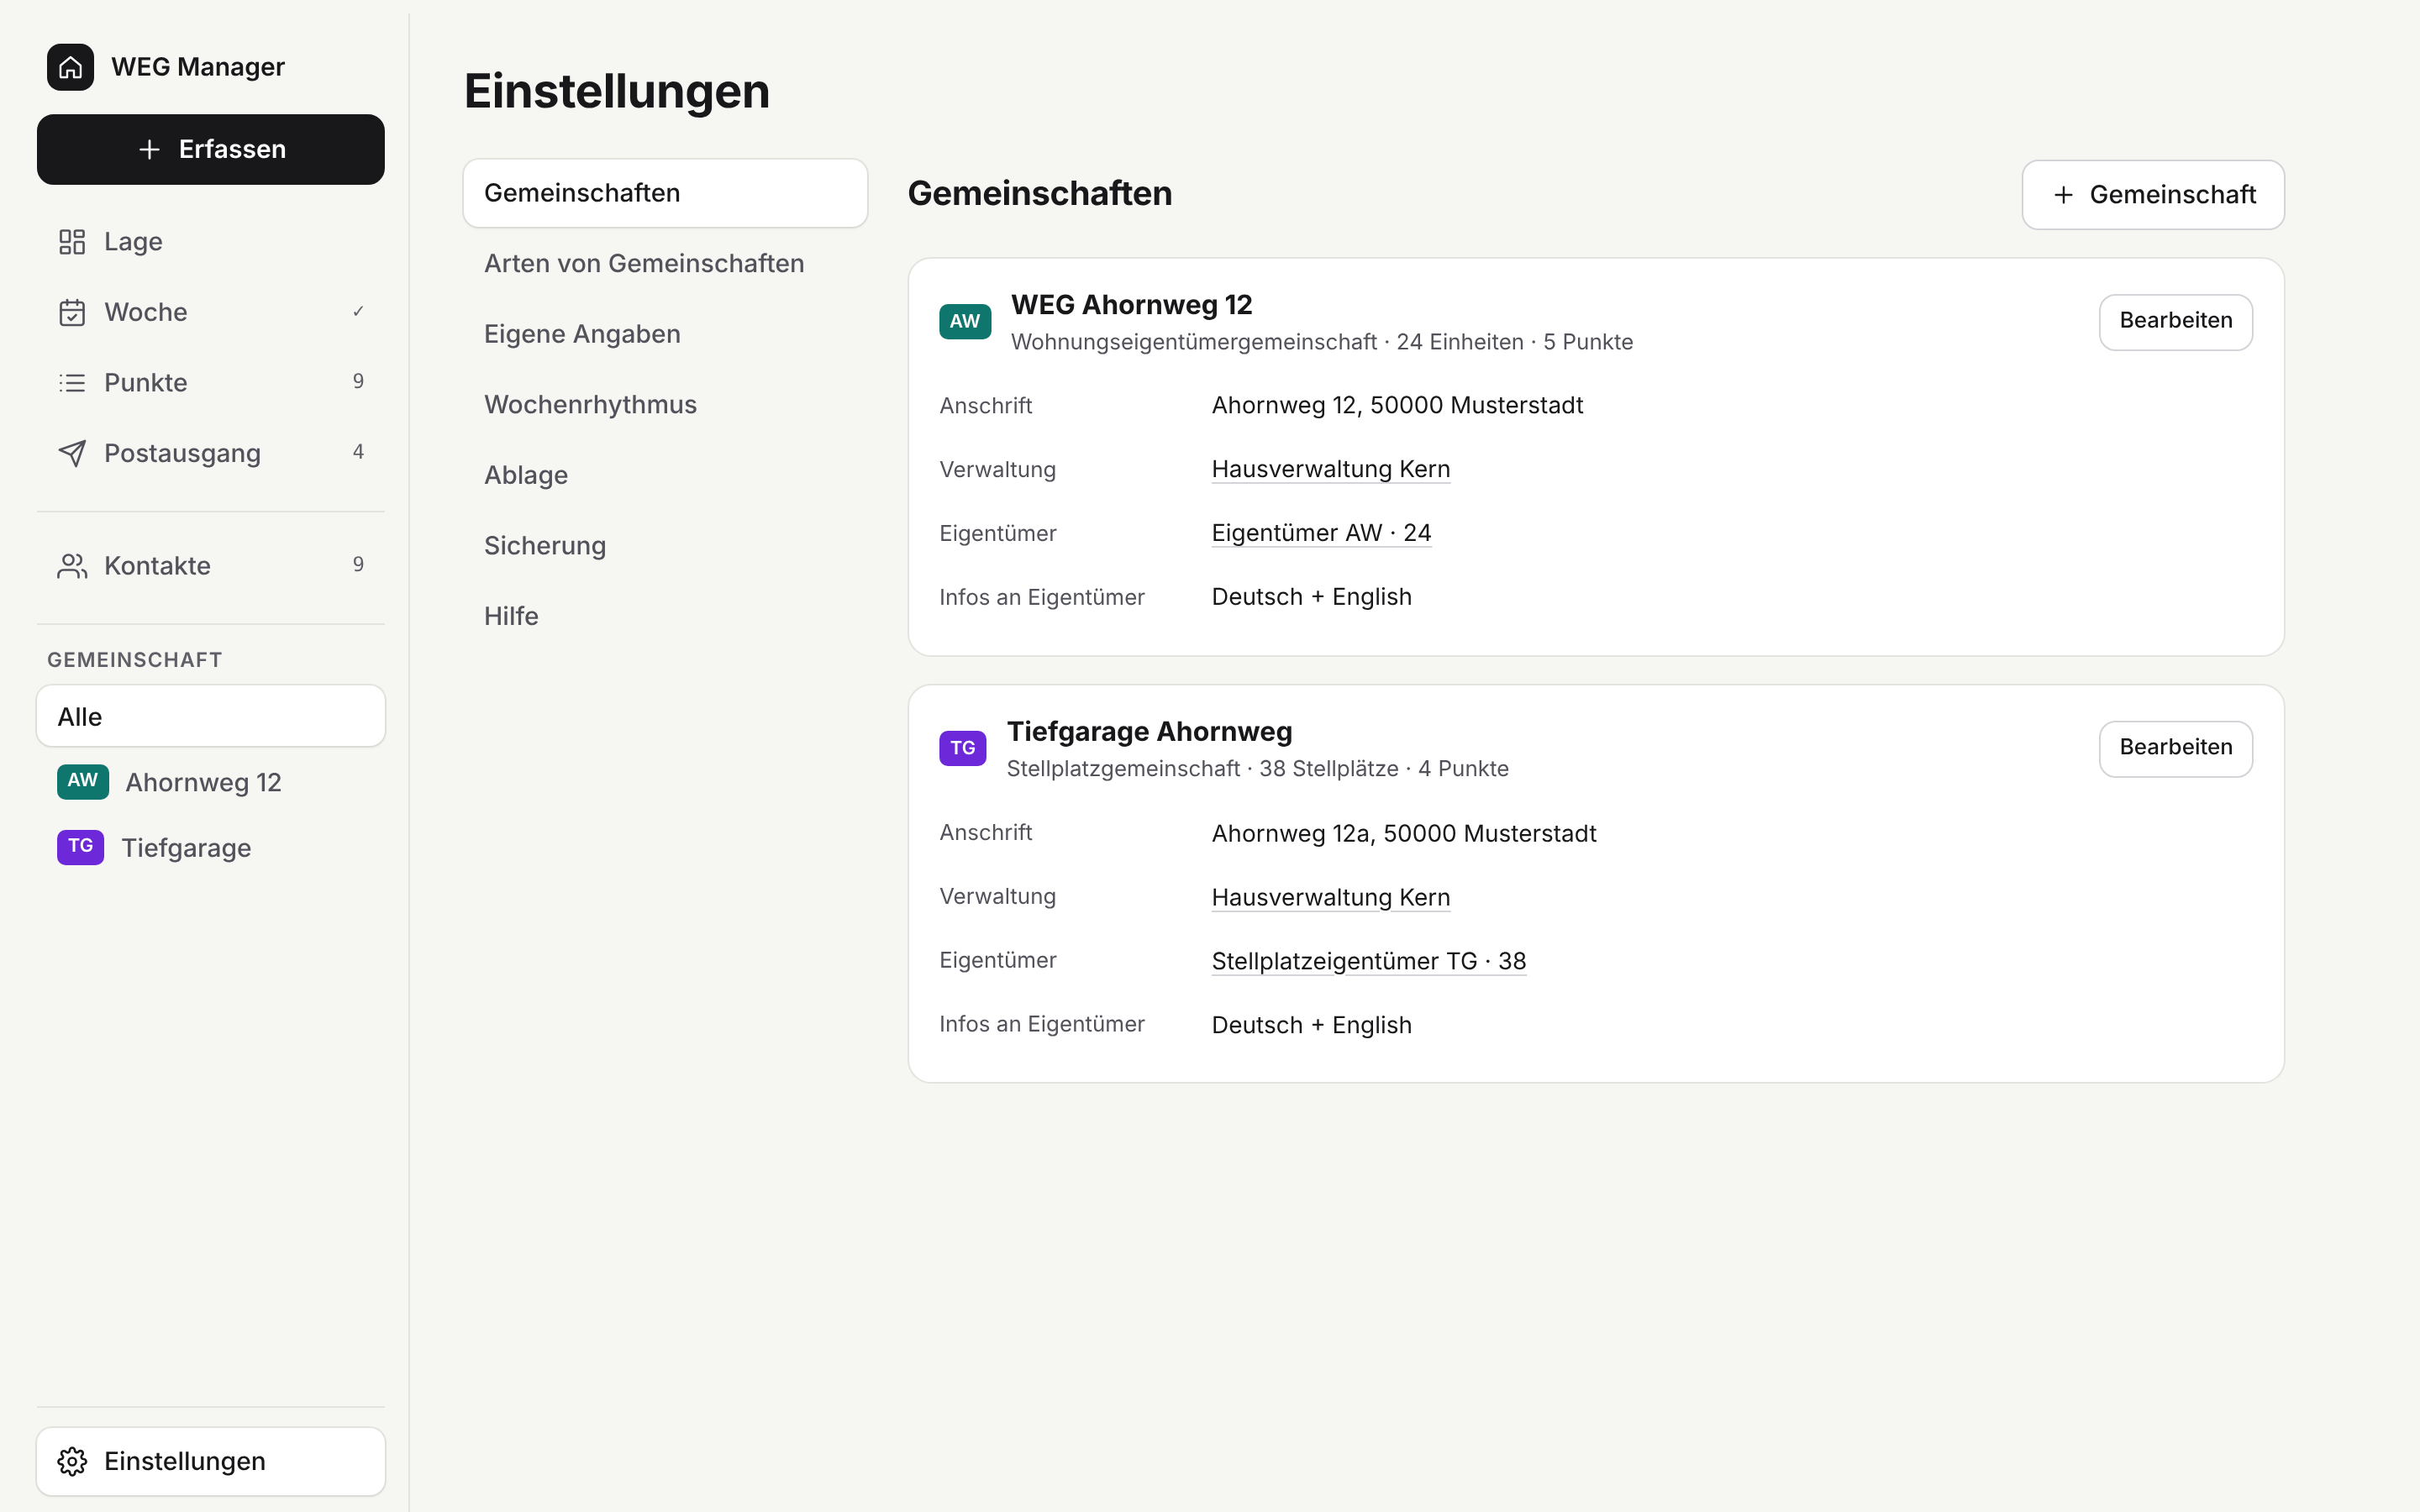 WEG Manager
Erfassen
Lage
Woche ✓
Punkte 9
Postausgang 4
Kontakte 9
GEMEINSCHAFT
Alle
AW Ahornweg 12
TG Tiefgarage
Einstellungen
Einstellungen
Gemeinschaften
Arten von Gemeinschaften
Eigene Angaben
Wochenrhythmus
Ablage
Sicherung
Hilfe
Gemeinschaften
+ Gemeinschaft
AW
WEG Ahornweg 12
Wohnungseigentümergemeinschaft · 24 Einheiten · 5 Punkte
Bearbeiten
Anschrift Ahornweg 12, 50000 Musterstadt
Verwaltung Hausverwaltung Kern
Eigentümer Eigentümer AW · 24
Infos an Eigentümer Deutsch + English
TG
Tiefgarage Ahornweg
Stellplatzgemeinschaft · 38 Stellplätze · 4 Punkte
Bearbeiten
Anschrift Ahornweg 12a, 50000 Musterstadt
Verwaltung Hausverwaltung Kern
Eigentümer Stellplatzeigentümer TG · 38
Infos an Eigentümer Deutsch + English